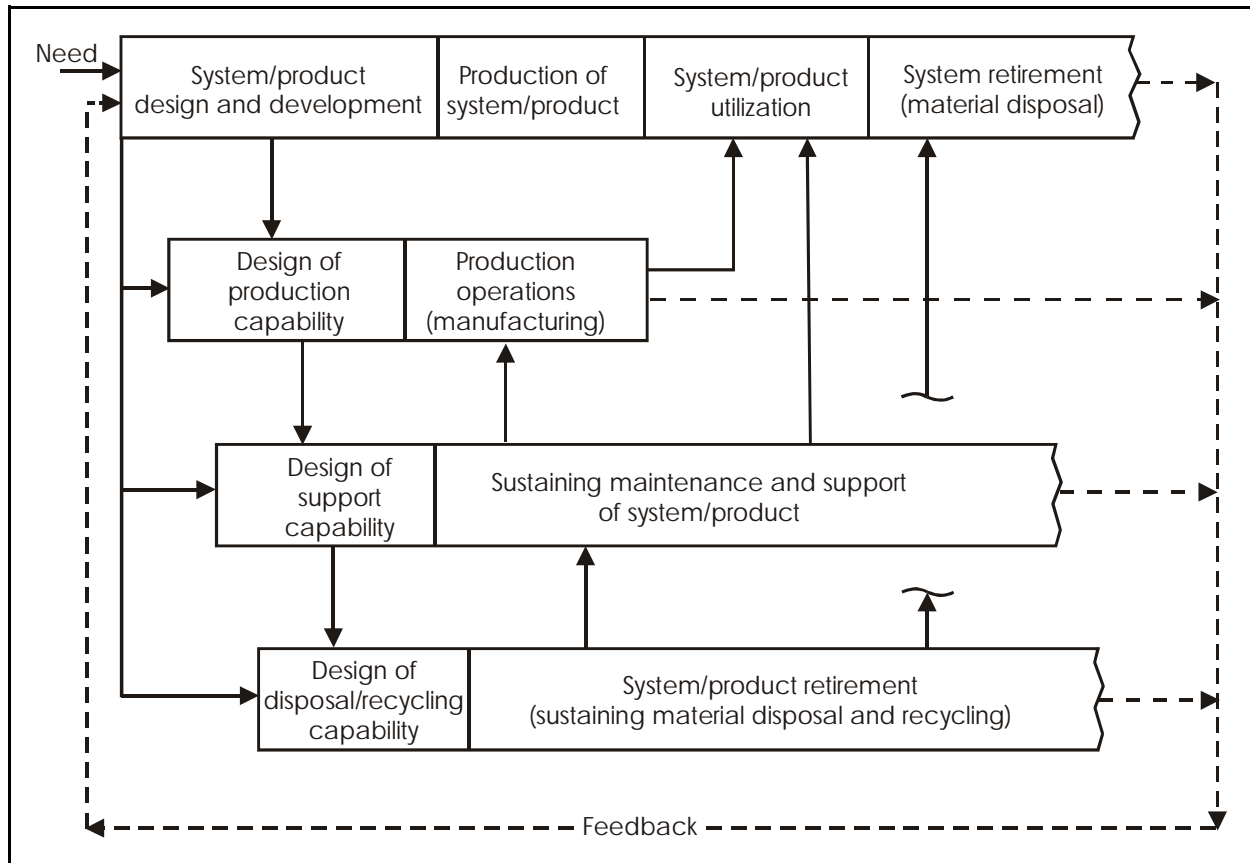 Need
System/product
design and development
Production of
system/product
System/product
utilization
System retirement
(material disposal)
Design of
production
capability
Production
operations
(manufacturing)
Design of
support
capability
Sustaining maintenance and support
of system/product
Design of
disposal/recycling
capability
System/product retirement
(sustaining material disposal and recycling)
Feedback